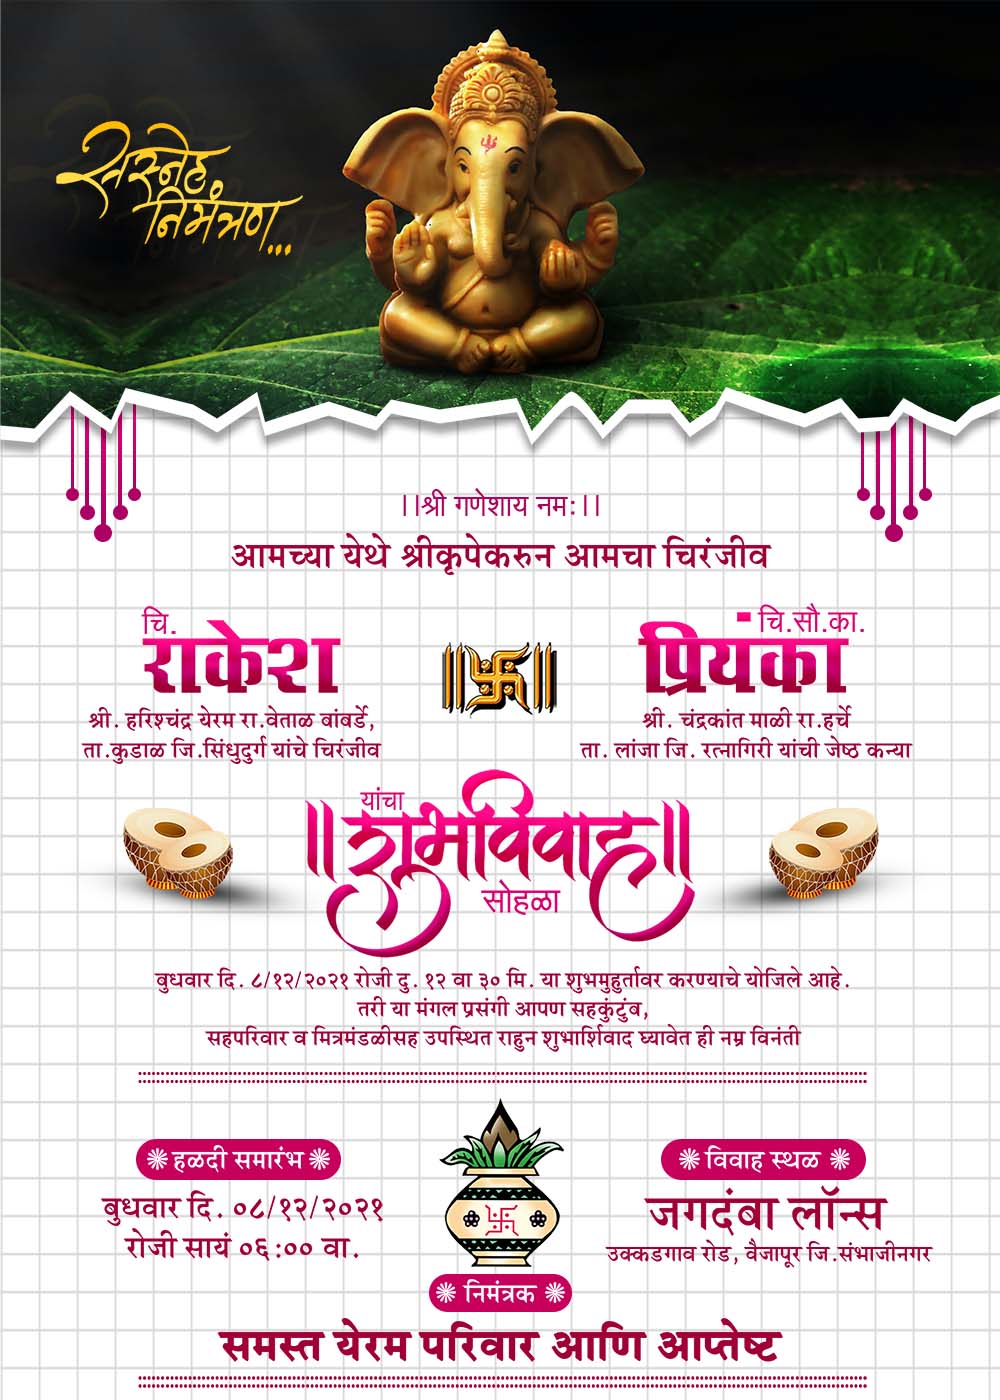 सस्नेह
निमंत्रण...
।।श्री गणेशाय नम:।।
आमच्या येथे श्रीकृपेकरुन आमचा चिरंजीव
चि.
राकेश
श्री. हरिश्चंद्र येरम रा.वेताळ बांबर्डे,
ता.कुडाळ जि.सिंधुदुर्ग यांचे चिरंजीव
चि.सौ.का.
प्रियंका
श्री. चंद्रकांत माळी रा.हर्चे
ता. लांजा जि. रत्नागिरी यांची जेष्ठ कन्या
यांचा
॥शुभविवाह॥
सोहळा
बुधवार दि. ८/१२/२०२१ रोजी दु. १२ वा ३० मि. या शुभमुहुर्तावर करण्याचे योजिले आहे.
तरी या मंगल प्रसंगी आपण सहकुंटुंब,
सहपरिवार व मित्रमंडळीसह उपस्थित राहुन शुभार्शिवाद घ्यावेत ही नम्र विनंती
हळदी समारंभ
बुधवार दि. ०८/१२/२०२१
रोजी सायं ०६:०० वा.
विवाह स्थळ
जगदंबा लॉन्स
उक्कडगाव रोड, वैजापूर जि.संभाजीनगर
निमंत्रक
समस्त येरम परिवार आणि आप्तेष्ट